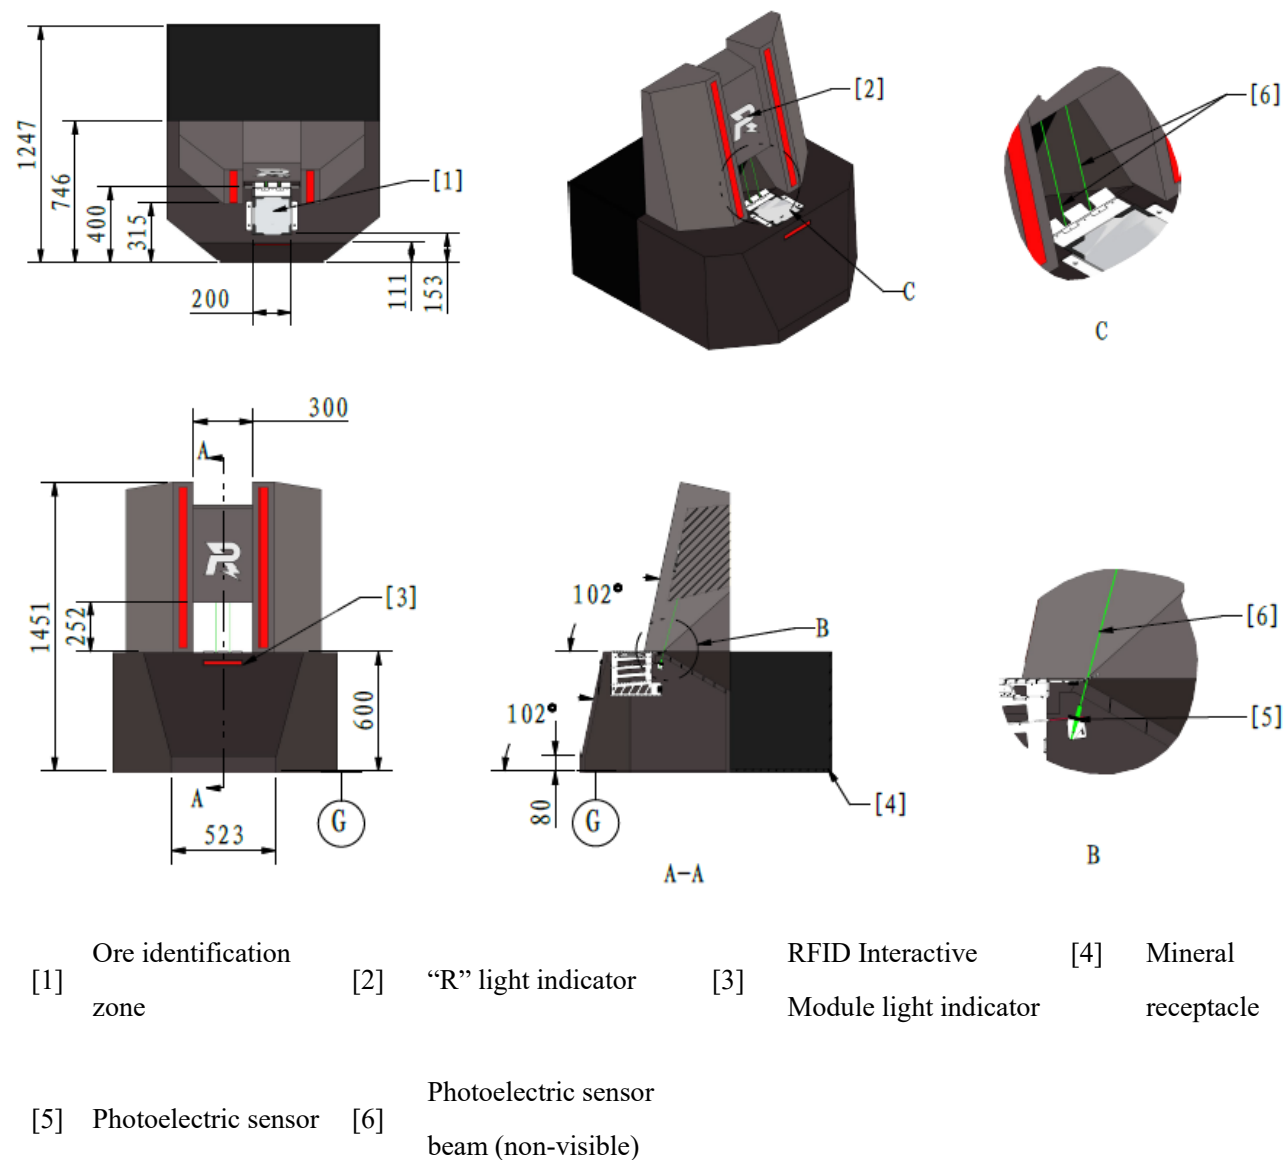 1247
746
400
315
200
111
153
[1]
[2]
C
[6]
C
300
A
1451
252
[3]
600
A
523
G
102°
B
102°
80
G
[4]
A-A
[6]
[5]
B
[1] Ore identification zone [2] “R” light indicator [3] RFID Interactive Module light indicator [4] Mineral receptacle
[5] Photoelectric sensor [6] Photoelectric sensor beam (non-visible)